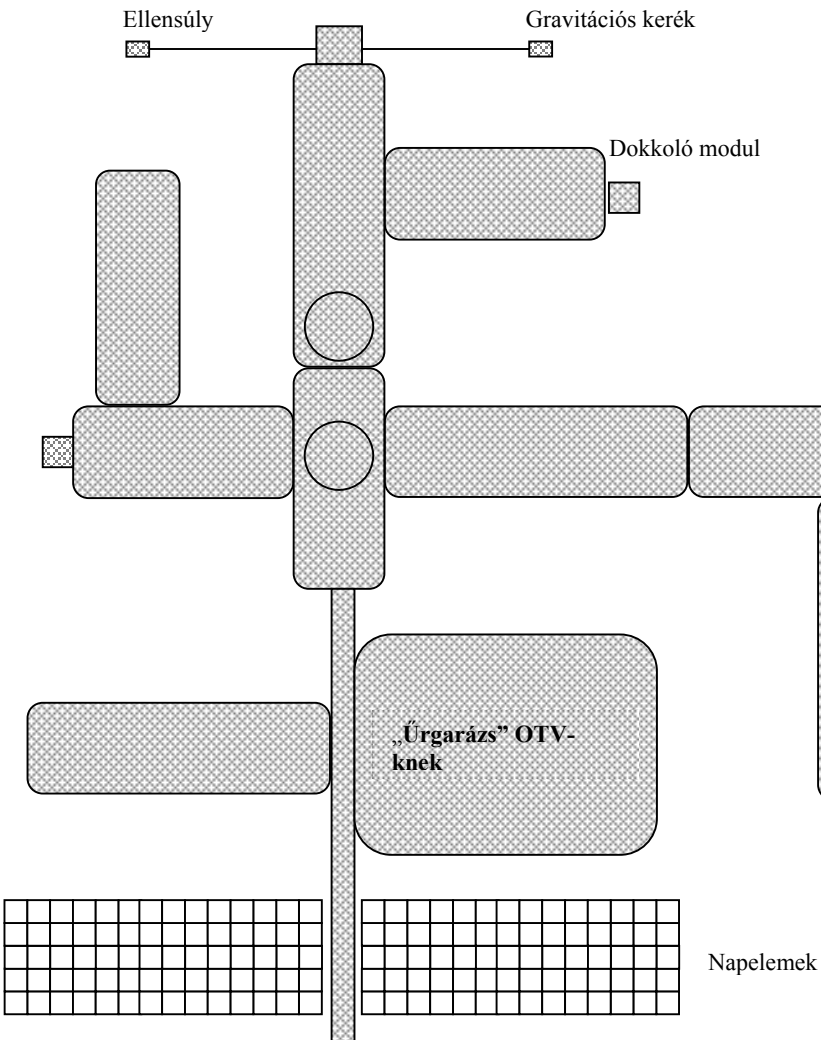 Ellensúly
Gravitációs kerék
Dokkoló modul
„Űrgarázs” OTV-
knek
Napelemek